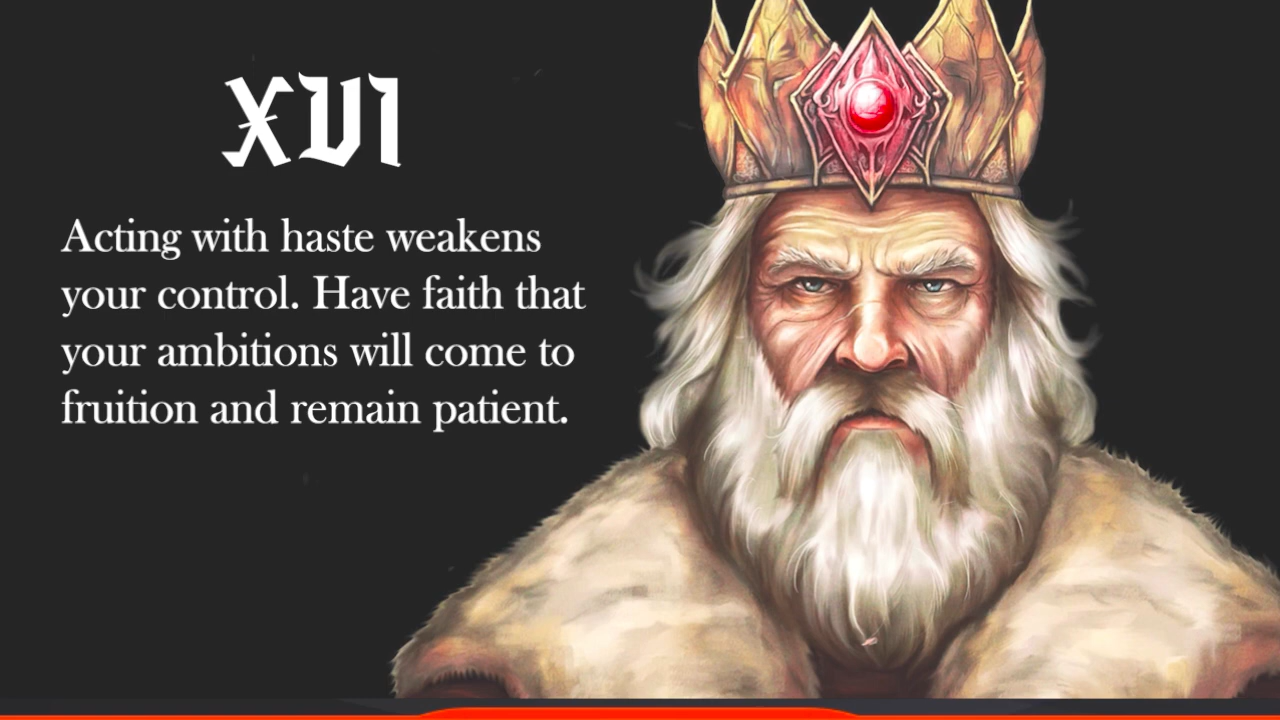 XVI
Acting with haste weakens
your control. Have faith that
your ambitions will come to
fruition and remain patient.